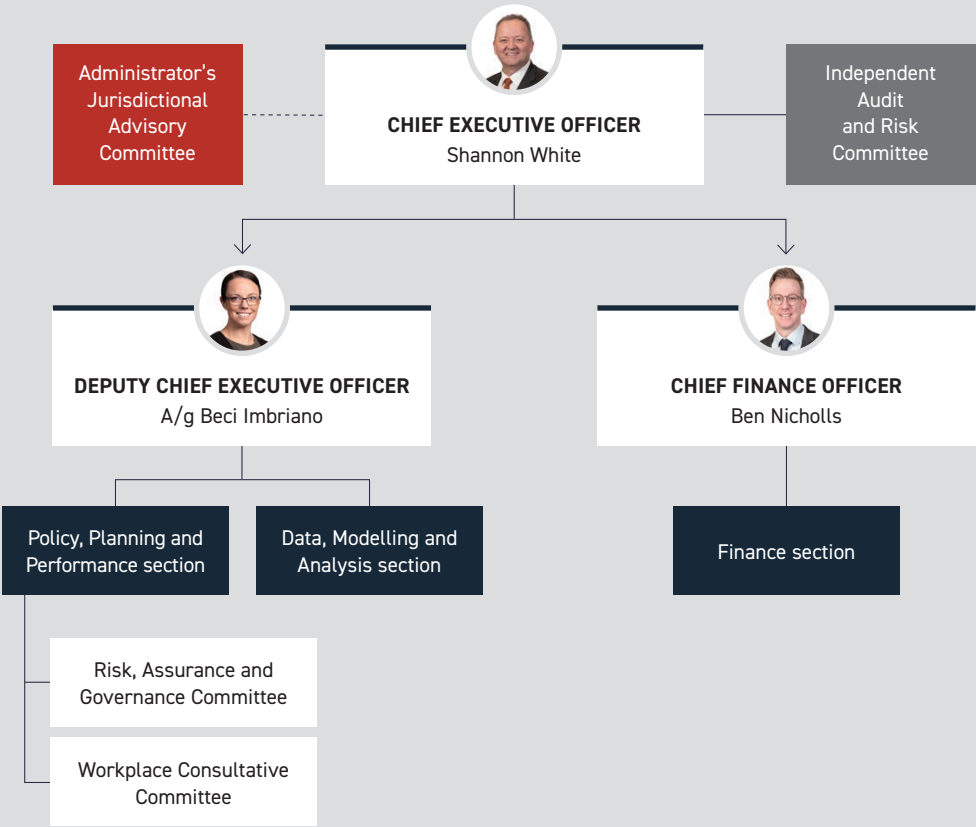 Administrator's
Jurisdictional
Advisory
Committee
CHIEF EXECUTIVE OFFICER
Shannon White
Independent
Audit
and Risk
Committee
DEPUTY CHIEF EXECUTIVE OFFICER
A/g Beci Imbriano
CHIEF FINANCE OFFICER
Ben Nicholls
Policy, Planning and
Performance section
Data, Modelling and
Analysis section
Finance section
Risk, Assurance and
Governance Committee
Workplace Consultative
Committee